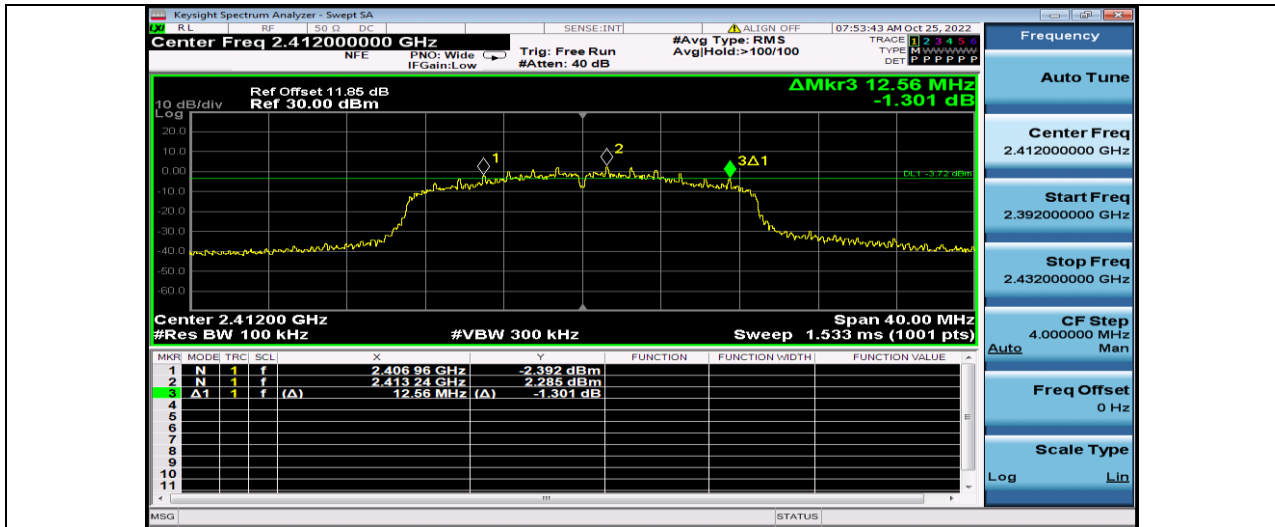 Keysight Spectrum Analyzer - Swept SA
LXI RL RF 50 Ω DC SENSE:INT ALIGN OFF 07:53:43 AM Oct 25, 2022
Center Freq 2.412000000 GHz
NFE PNO: Wide IFGain:Low
Trig: Free Run #Atten: 40 dB
#Avg Type: RMS Avg|Hold:>100/100
TRACE 1 2 3 4 5 6
TYPE M W W W W W
DET P P P P P P
Ref Offset 11.85 dB
10 dB/div Ref 30.00 dBm
Log
ΔMkr3 12.56 MHz
-1.301 dB
20.0
10.0
0.00
-10.0
-20.0
-30.0
-40.0
-50.0
-60.0
1
2
3Δ1
DL1 -3.72 dBm
Center 2.41200 GHz Span 40.00 MHz
#Res BW 100 kHz #VBW 300 kHz Sweep 1.533 ms (1001 pts)
MKR MODE TRC SCL X Y FUNCTION FUNCTION WIDTH FUNCTION VALUE
1 N 1 f 2.406 96 GHz -2.392 dBm
2 N 1 f 2.413 24 GHz 2.285 dBm
3 Δ1 1 f (Δ) 12.56 MHz (Δ) -1.301 dB
4
5
6
7
8
9
10
11
MSG STATUS
Frequency
Auto Tune
Center Freq
2.412000000 GHz
Start Freq
2.392000000 GHz
Stop Freq
2.432000000 GHz
CF Step
4.000000 MHz
Auto Man
Freq Offset
0 Hz
Scale Type
Log Lin